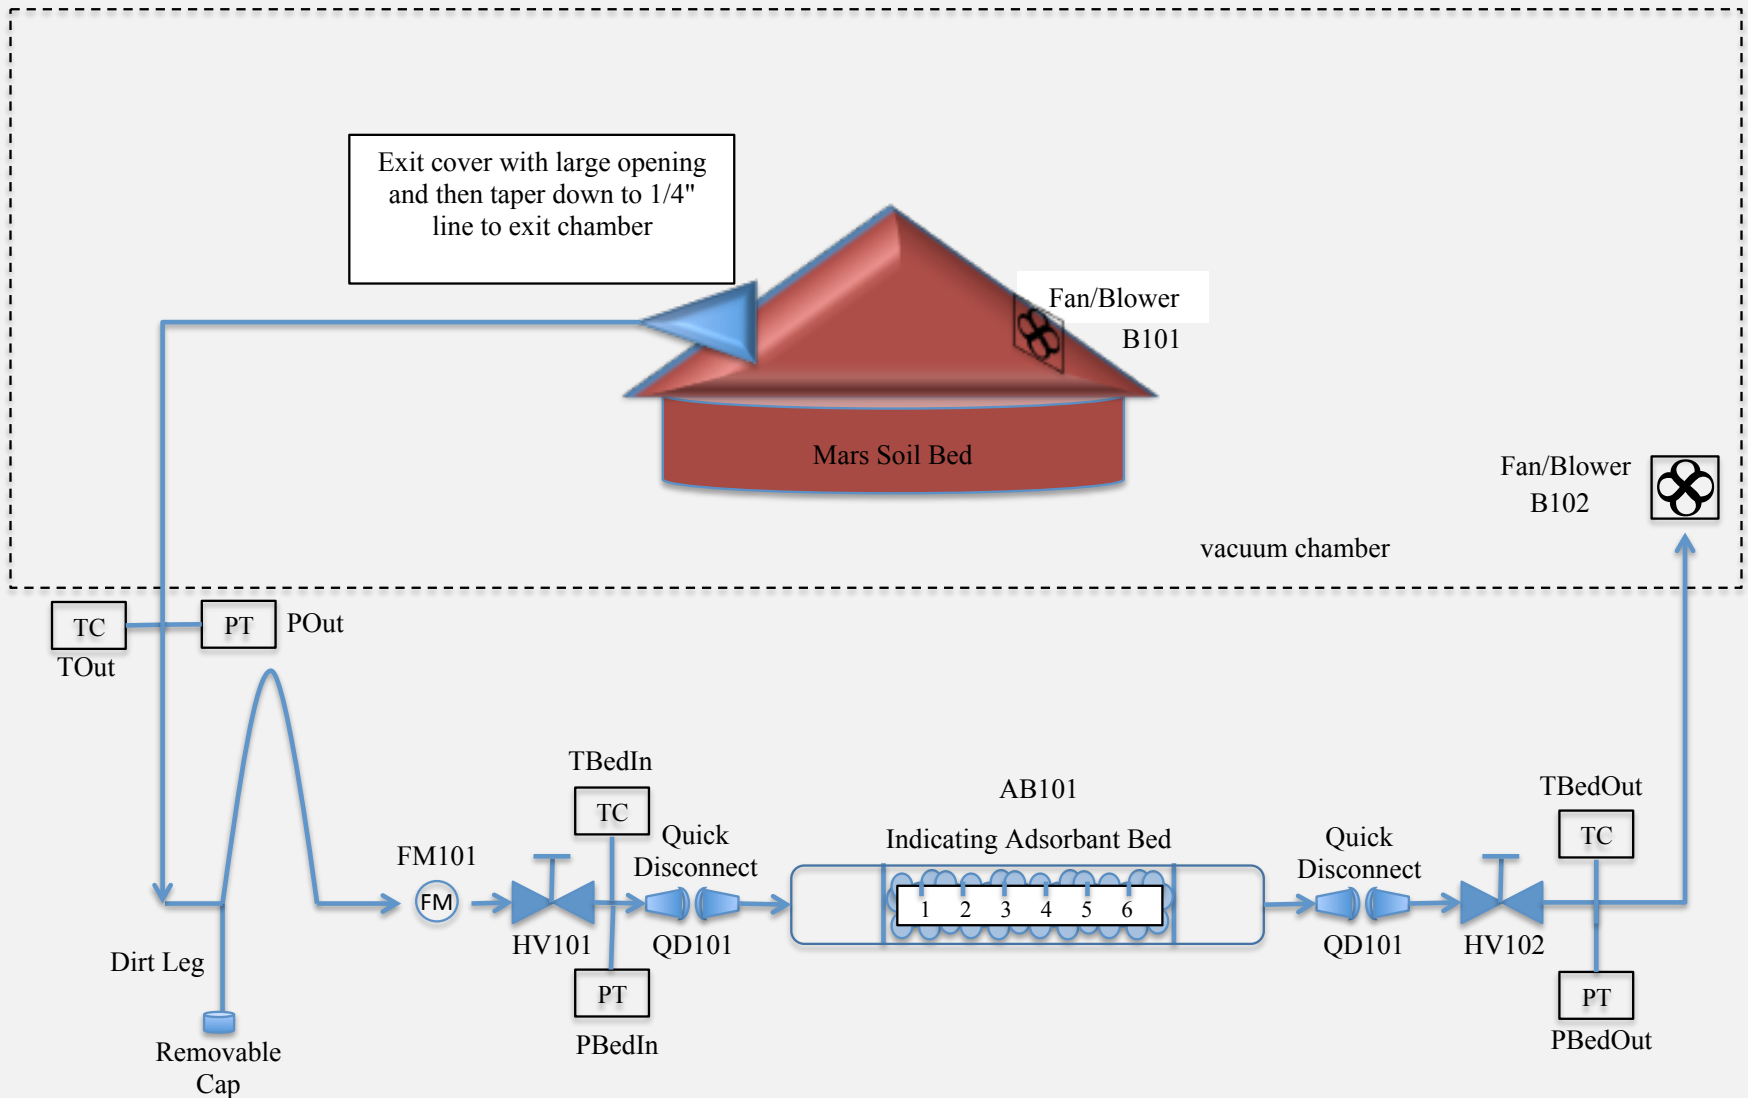 Exit cover with large opening
and then taper down to 1/4"
line to exit chamber
Fan/Blower
B101
Mars Soil Bed
Fan/Blower
B102
vacuum chamber
TC
PT
POut
TOut
TBedIn
TC
FM101
FM
HV101
PT
PBedIn
Quick
Disconnect
QD101
AB101
Indicating Adsorbant Bed
1 2 3 4 5 6
Quick
Disconnect
QD101
TBedOut
TC
HV102
PT
PBedOut
Dirt Leg
Removable
Cap